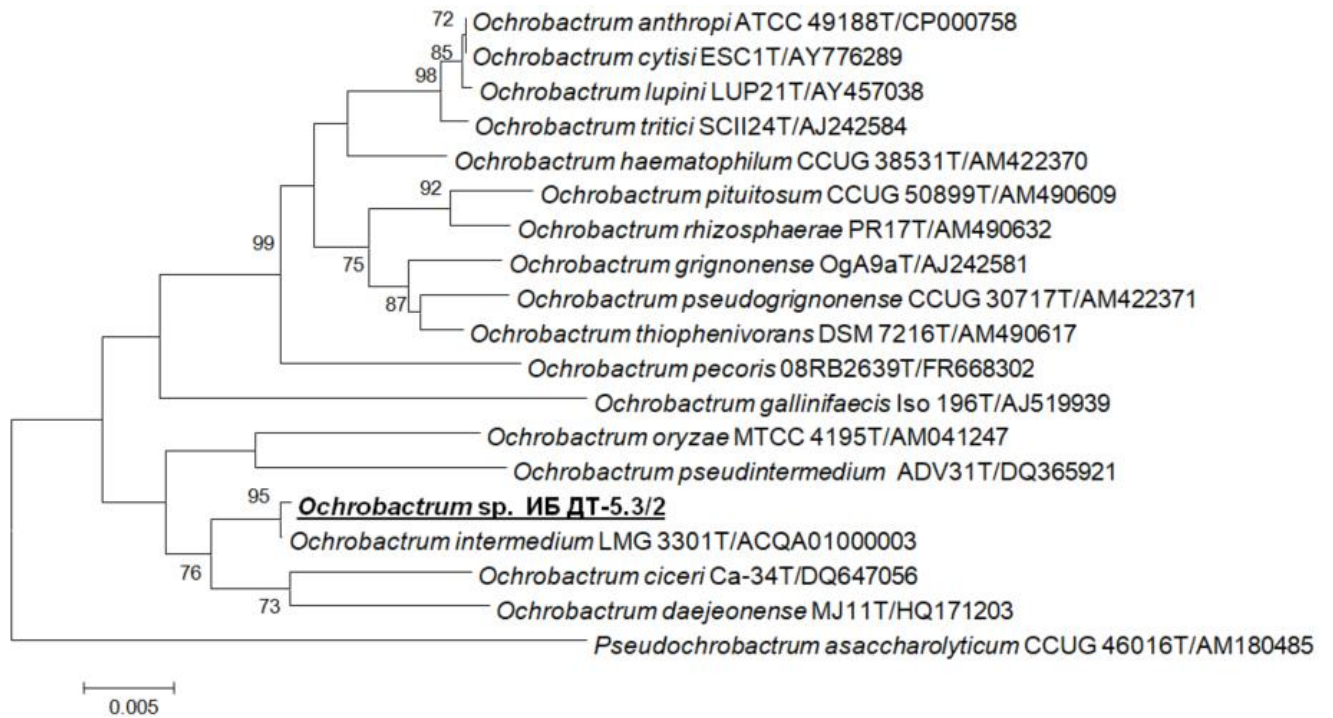 72 Ochrobactrum anthropi ATCC 49188T/CP000758
85 Ochrobactrum cytisi ESC1T/AY776289
98 Ochrobactrum lupini LUP21T/AY457038
Ochrobactrum tritici SCII24T/AJ242584
Ochrobactrum haematophilum CCUG 38531T/AM422370
92 Ochrobactrum pituitosum CCUG 50899T/AM490609
Ochrobactrum rhizosphaerae PR17T/AM490632
99
75 Ochrobactrum grignonense OgA9aT/AJ242581
87 Ochrobactrum pseudogrignonense CCUG 30717T/AM422371
Ochrobactrum thiophenivorans DSM 7216T/AM490617
Ochrobactrum pecoris 08RB2639T/FR668302
Ochrobactrum gallinifaecis Iso 196T/AJ519939
Ochrobactrum oryzae MTCC 4195T/AM041247
Ochrobactrum pseudintermedium ADV31T/DQ365921
95 Ochrobactrum sp. ИБ ДТ-5.3/2
Ochrobactrum intermedium LMG 3301T/ACQA01000003
76 Ochrobactrum ciceri Ca-34T/DQ647056
73 Ochrobactrum daejeonense MJ11T/HQ171203
Pseudochrobactrum asaccharolyticum CCUG 46016T/AM180485
0.005